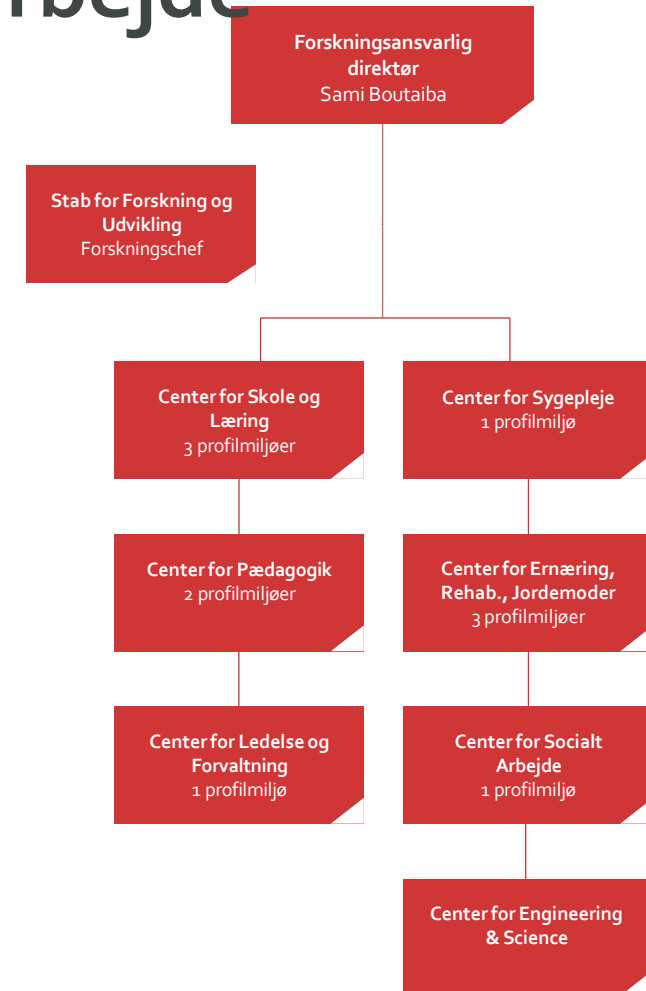 Forskningsansvarlig
direktør
Sami Boutaiba
Stab for Forskning og
Udvikling
Forskningschef
Center for Skole og
Læring
3 profilmiljøer
Center for Sygepleje
1 profilmiljø
Center for Pædagogik
2 profilmiljøer
Center for Ernæring,
Rehab., Jordemoder
3 profilmiljøer
Center for Ledelse og
Forvaltning
1 profilmiljø
Center for Socialt
Arbejde
1 profilmiljø
Center for Engineering
& Science